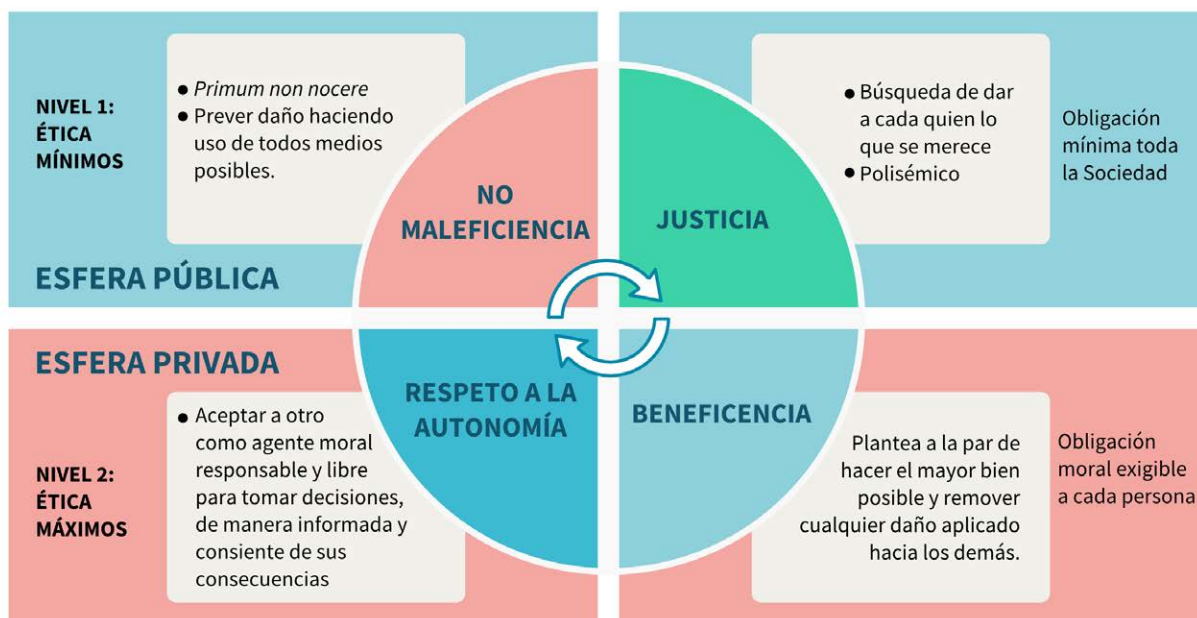 NIVEL 1:
ÉTICA
MÍNIMOS
● Primum non nocere
● Prever daño haciendo
uso de todos medios
posibles.
NO
MALEFICIENCIA
ESFERA PÚBLICA
JUSTICIA
● Búsqueda de dar
a cada quien lo
que se merece
● Polisémico
Obligación
mínima toda
la Sociedad
ESFERA PRIVADA
NIVEL 2:
ÉTICA
MÁXIMOS
● Aceptar a otro
como agente moral
responsable y libre
para tomar decisiones,
de manera informada y
consiente de sus
consecuencias
RESPETO A LA
AUTONOMÍA
BENEFICENCIA
Plantea a la par de
hacer el mayor bien
posible y remover
cualquier daño aplicado
hacia los demás.
Obligación
moral exigible
a cada persona